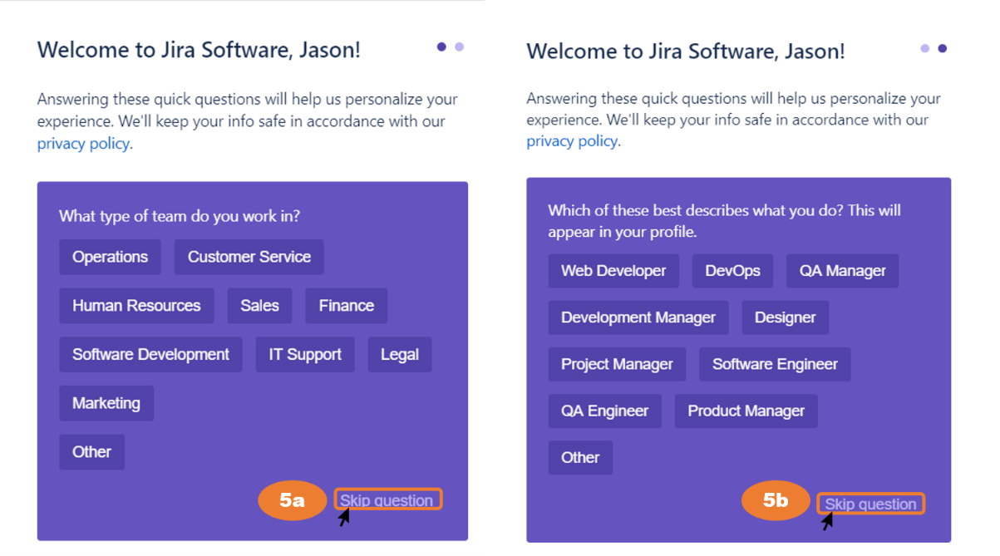 Welcome to Jira Software, Jason!
Answering these quick questions will help us personalize your
experience. We'll keep your info safe in accordance with our
privacy policy.
What type of team do you work in?
Operations Customer Service
Human Resources Sales Finance
Software Development IT Support Legal
Marketing
Other
5a Skip question
Welcome to Jira Software, Jason!
Answering these quick questions will help us personalize your
experience. We'll keep your info safe in accordance with our
privacy policy.
Which of these best describes what you do? This will
appear in your profile.
Web Developer DevOps QA Manager
Development Manager Designer
Project Manager Software Engineer
QA Engineer Product Manager
Other
5b Skip question